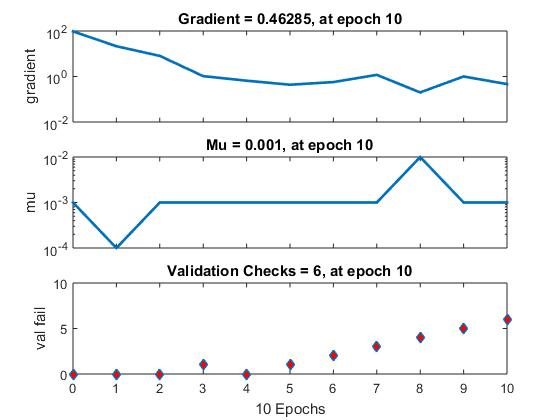 Gradient = 0.46285, at epoch 10
10^2
10^0
10^-2
gradient
Mu = 0.001, at epoch 10
10^-2
10^-3
10^-4
mu
Validation Checks = 6, at epoch 10
10
5
0
val fail
0 1 2 3 4 5 6 7 8 9 10
10 Epochs